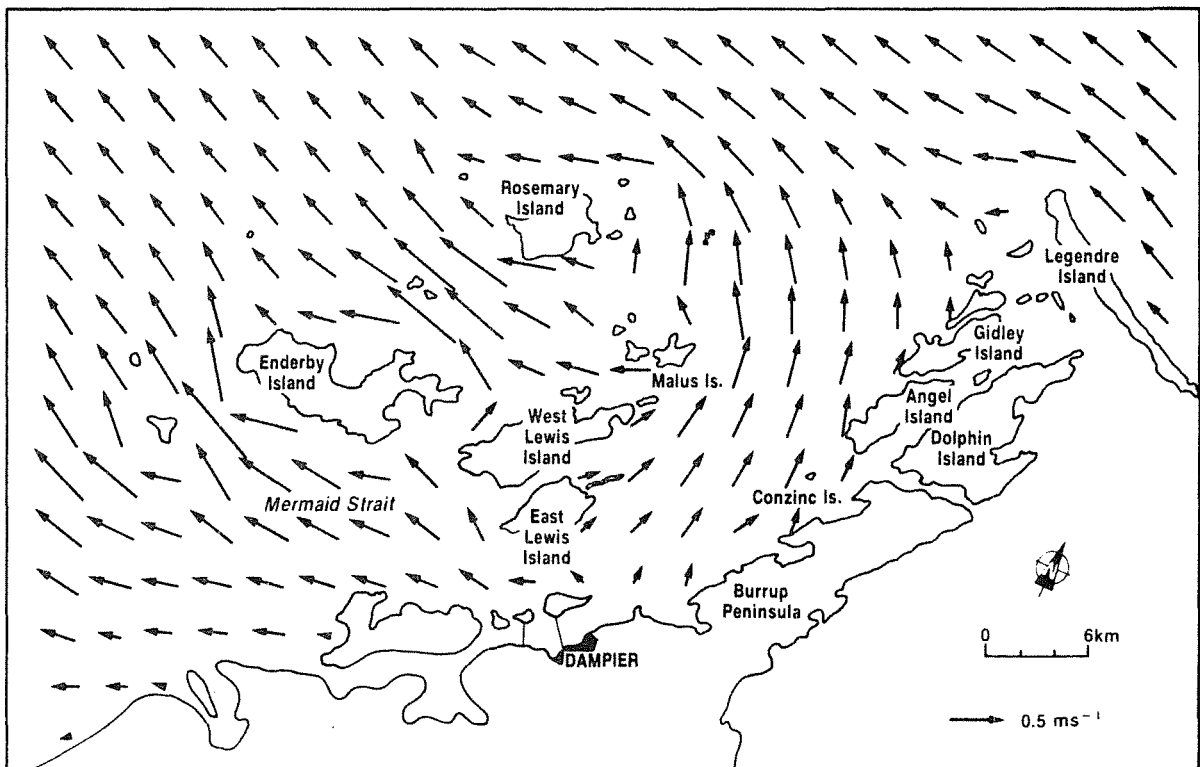 Rosemary
Island
Legendre
Island
Gidley
Island
Enderby
Island
Malus Is.
Angel
Island
West
Lewis
Island
Dolphin
Island
Conzinc Is.
Mermaid Strait
East
Lewis
Island
Burrup
Peninsula
0 6km
DAMPIER
0.5 ms⁻¹